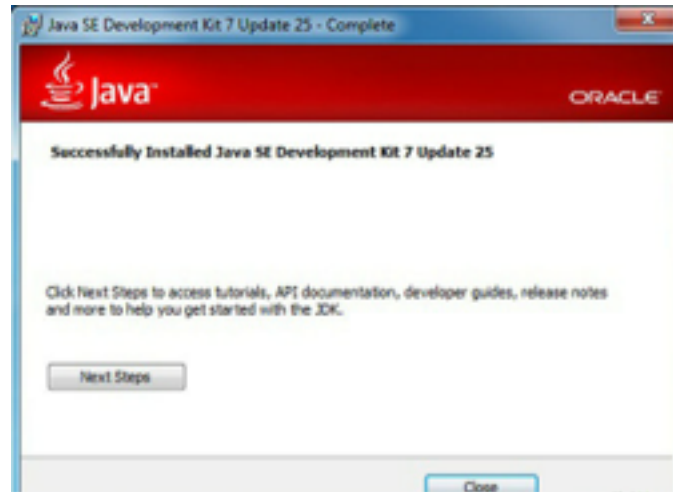 Java SE Development Kit 7 Update 25 - Complete
Java™
ORACLE
Successfully Installed Java SE Development Kit 7 Update 25
Click Next Steps to access tutorials, API documentation, developer guides, release notes
and more to help you get started with the JDK.
Next Steps
Close